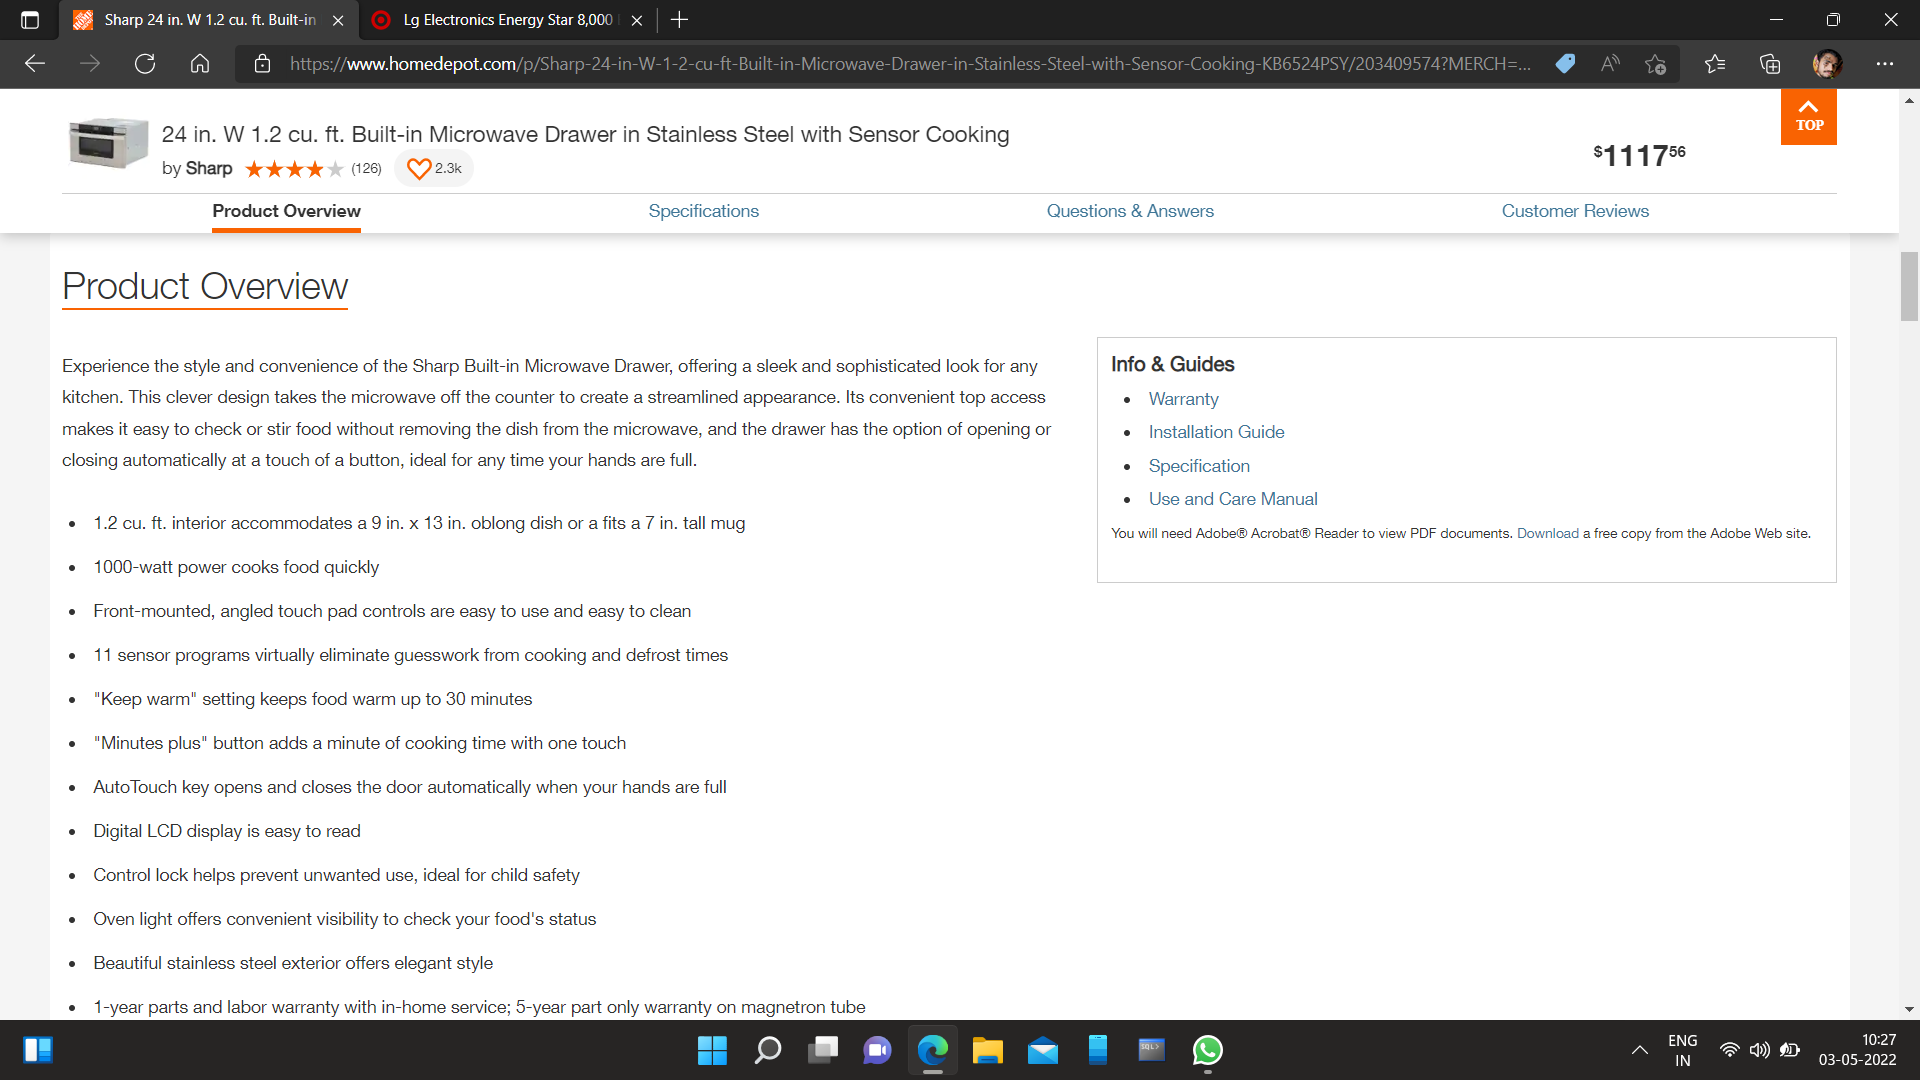 Sharp 24 in. W 1.2 cu. ft. Built-in
Lg Electronics Energy Star 8,000
https://www.homedepot.com/p/Sharp-24-in-W-1-2-cu-ft-Built-in-Microwave-Drawer-in-Stainless-Steel-with-Sensor-Cooking-KB6524PSY/203409574?MERCH=...
24 in. W 1.2 cu. ft. Built-in Microwave Drawer in Stainless Steel with Sensor Cooking
by Sharp (126) 2.3k
$111756
TOP
Product Overview
Specifications
Questions & Answers
Customer Reviews
Product Overview
Experience the style and convenience of the Sharp Built-in Microwave Drawer, offering a sleek and sophisticated look for any
kitchen. This clever design takes the microwave off the counter to create a streamlined appearance. Its convenient top access
makes it easy to check or stir food without removing the dish from the microwave, and the drawer has the option of opening or
closing automatically at a touch of a button, ideal for any time your hands are full.
• 1.2 cu. ft. interior accommodates a 9 in. x 13 in. oblong dish or a fits a 7 in. tall mug
• 1000-watt power cooks food quickly
• Front-mounted, angled touch pad controls are easy to use and easy to clean
• 11 sensor programs virtually eliminate guesswork from cooking and defrost times
• "Keep warm" setting keeps food warm up to 30 minutes
• "Minutes plus" button adds a minute of cooking time with one touch
• AutoTouch key opens and closes the door automatically when your hands are full
• Digital LCD display is easy to read
• Control lock helps prevent unwanted use, ideal for child safety
• Oven light offers convenient visibility to check your food's status
• Beautiful stainless steel exterior offers elegant style
• 1-year parts and labor warranty with in-home service; 5-year part only warranty on magnetron tube
Info & Guides
• Warranty
• Installation Guide
• Specification
• Use and Care Manual
You will need Adobe® Acrobat® Reader to view PDF documents. Download a free copy from the Adobe Web site.
SQL>
ENG
IN
10:27
03-05-2022